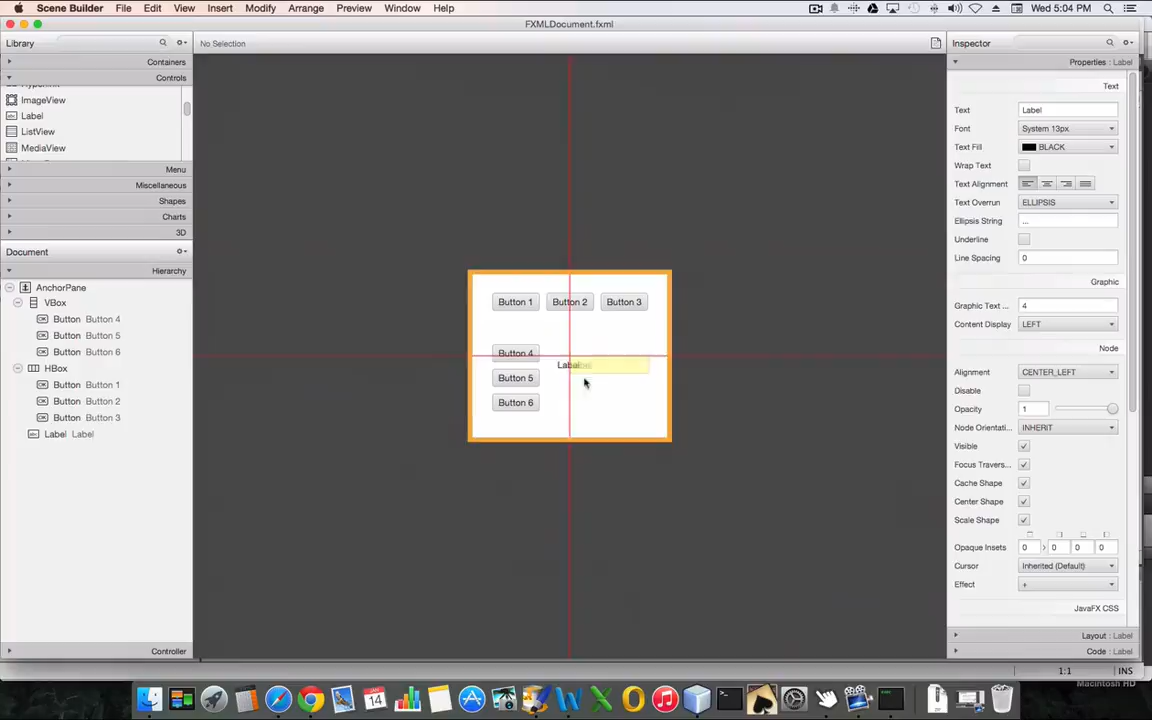 Scene Builder File Edit View Insert Modify Arrange Preview Window Help
Wed 5:04 PM
FXMLDocument.fxml
Library
No Selection
Inspector
Containers
Controls
ImageView
Label
ListView
MediaView
Menu
Miscellaneous
Shapes
Charts
3D
Document
Hierarchy
AnchorPane
VBox
Button Button 4
Button Button 5
Button Button 6
HBox
Button Button 1
Button Button 2
Button Button 3
Label Label
Controller
Button 1 Button 2 Button 3
Button 4
Button 5
Button 6
Properties : Label
Text
Text Label
Font System 13px
Text Fill BLACK
Wrap Text
Text Alignment
Text Overrun ELLIPSIS
Ellipsis String ...
Underline
Line Spacing 0
Graphic
Graphic Text ... 4
Content Display LEFT
Node
Alignment CENTER_LEFT
Disable
Opacity 1
Node Orientati... INHERIT
Visible
Focus Travers...
Cache Shape
Center Shape
Scale Shape
Opaque Insets 0 0 0 0
Cursor Inherited (Default)
Effect +
JavaFX CSS
Layout : Label
Code : Label
1:1 INS
Macintosh HD
JAN
14